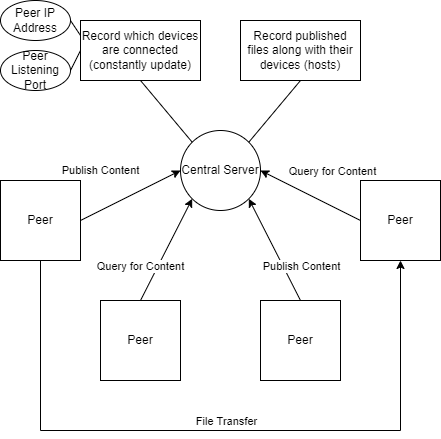 Peer IP
Address
Peer
Listening
Port
Record which devices
are connected
(constantly update)
Record published
files along with their
devices (hosts)
Central Server
Publish Content
Query for Content
Peer
Peer
Query for Content
Publish Content
Peer
Peer
File Transfer